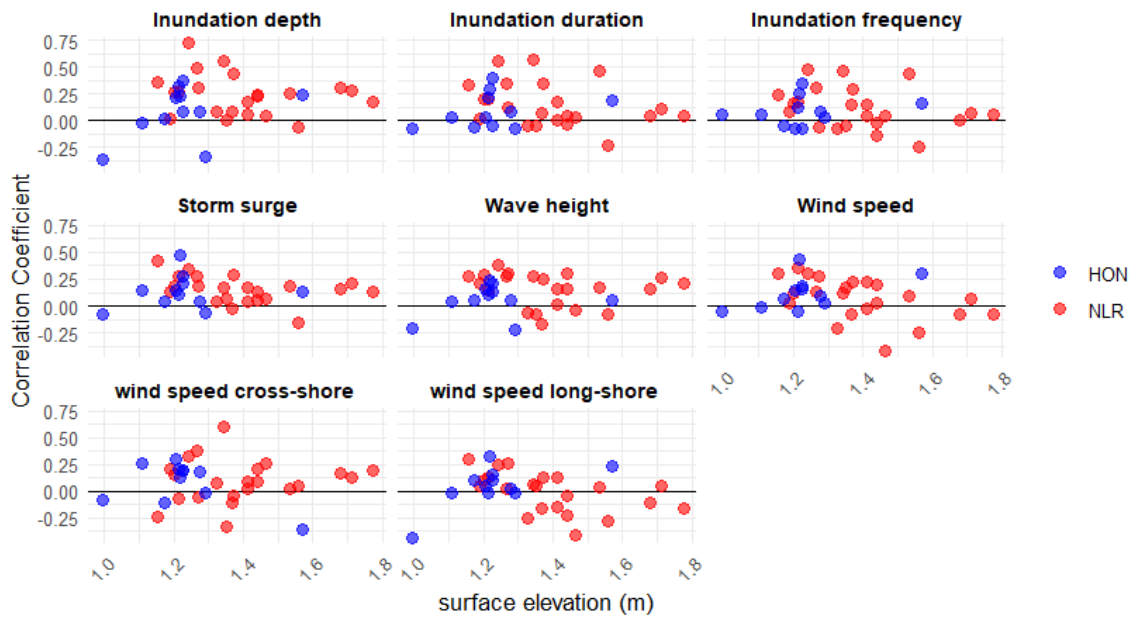 Inundation depth Inundation duration Inundation frequency
0.75
0.50
0.25
0.00
-0.25
Storm surge Wave height Wind speed
0.75
0.50
0.25
0.00
-0.25
1.0 1.2 1.4 1.6 1.8
wind speed cross-shore wind speed long-shore
0.75
0.50
0.25
0.00
-0.25
1.0 1.2 1.4 1.6 1.8 1.0 1.2 1.4 1.6 1.8
surface elevation (m)
Correlation Coefficient
HON
NLR